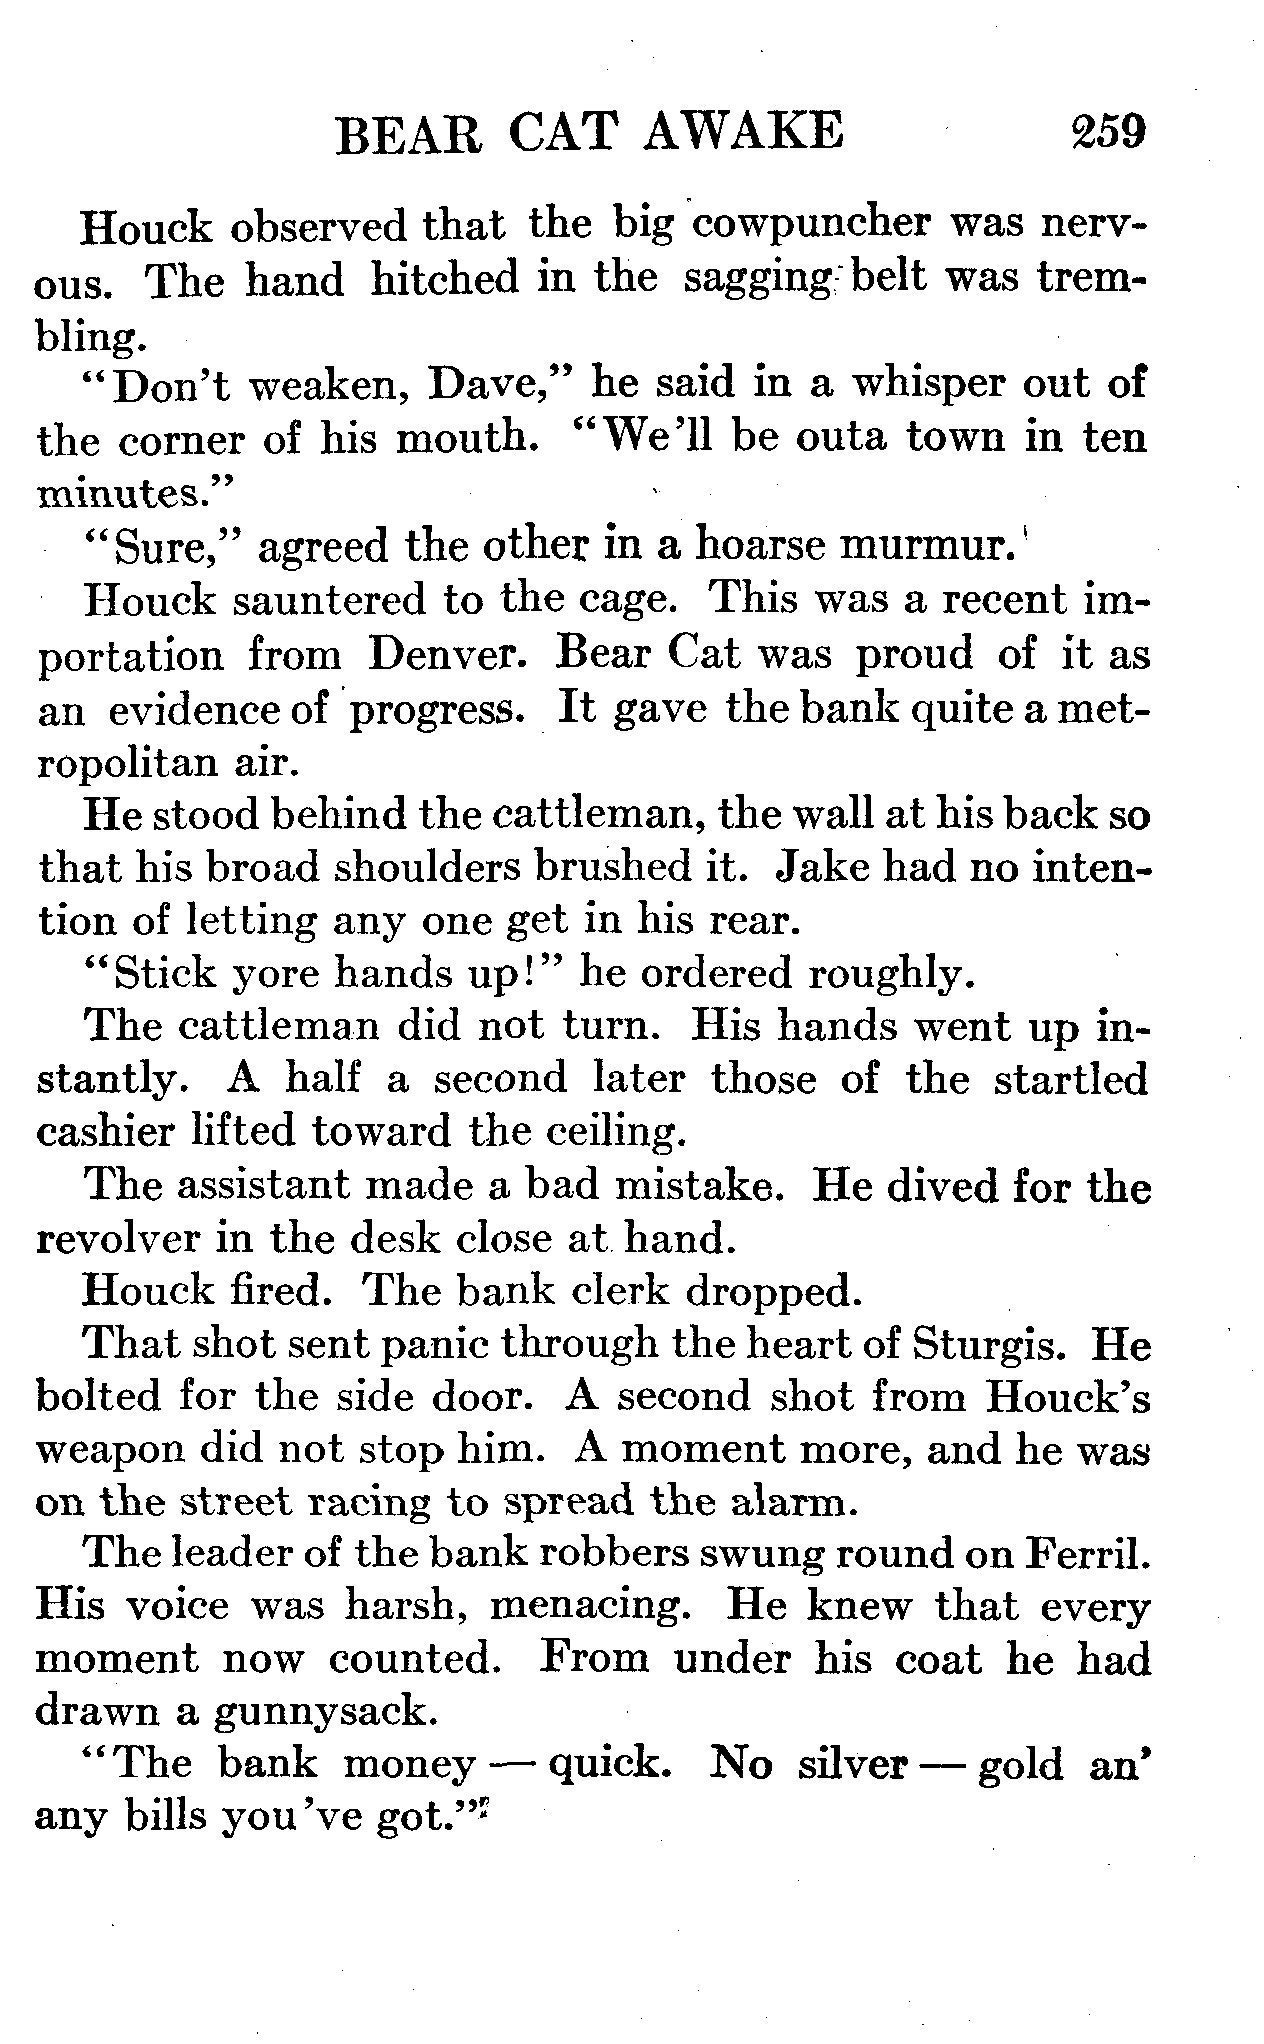 BEAR CAT AWAKE 259
Houck observed that the big cowpuncher was nerv-
ous. The hand hitched in the sagging belt was trem-
bling.
"Don't weaken, Dave," he said in a whisper out of
the corner of his mouth. "We'll be outa town in ten
minutes."
"Sure," agreed the other in a hoarse murmur.
Houck sauntered to the cage. This was a recent im-
portation from Denver. Bear Cat was proud of it as
an evidence of progress. It gave the bank quite a met-
ropolitan air.
He stood behind the cattleman, the wall at his back so
that his broad shoulders brushed it. Jake had no inten-
tion of letting any one get in his rear.
"Stick yore hands up!" he ordered roughly.
The cattleman did not turn. His hands went up in-
stantly. A half a second later those of the startled
cashier lifted toward the ceiling.
The assistant made a bad mistake. He dived for the
revolver in the desk close at hand.
Houck fired. The bank clerk dropped.
That shot sent panic through the heart of Sturgis. He
bolted for the side door. A second shot from Houck's
weapon did not stop him. A moment more, and he was
on the street racing to spread the alarm.
The leader of the bank robbers swung round on Ferril.
His voice was harsh, menacing. He knew that every
moment now counted. From under his coat he had
drawn a gunnysack.
"The bank money — quick. No silver — gold an'
any bills you've got."